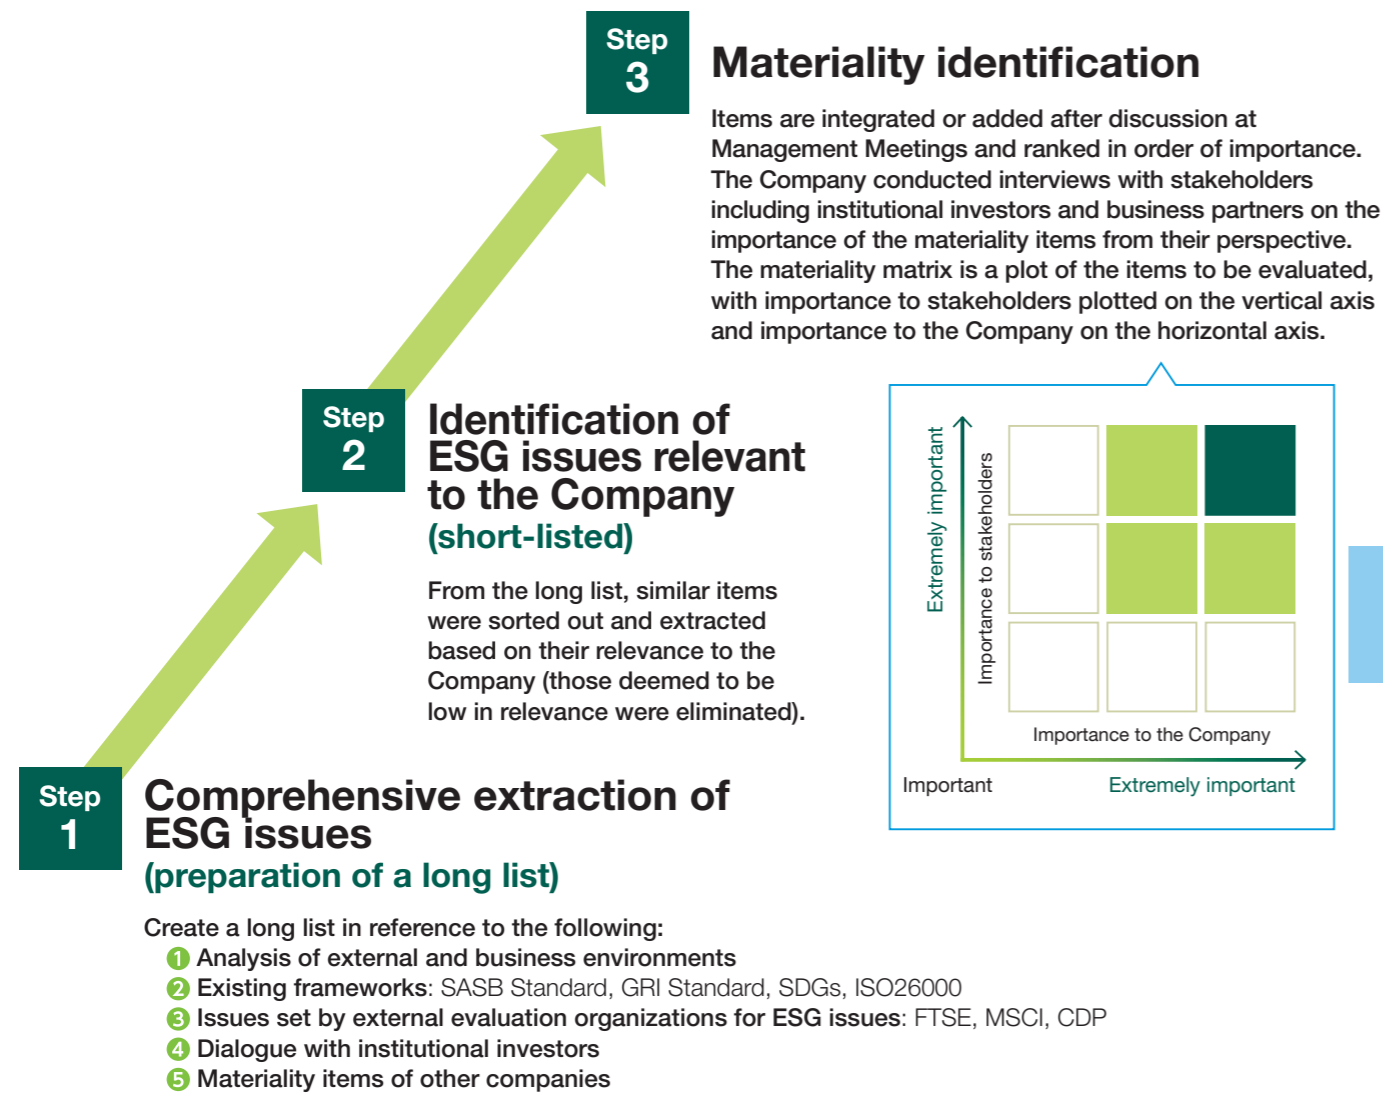 Step
3
Materiality identification
Items are integrated or added after discussion at
Management Meetings and ranked in order of importance.
The Company conducted interviews with stakeholders
including institutional investors and business partners on the
importance of the materiality items from their perspective.
The materiality matrix is a plot of the items to be evaluated,
with importance to stakeholders plotted on the vertical axis
and importance to the Company on the horizontal axis.
Extremely important
Importance to stakeholders
Importance to the Company
Important
Extremely important
Step
2
Identification of
ESG issues relevant
to the Company
(short-listed)
From the long list, similar items
were sorted out and extracted
based on their relevance to the
Company (those deemed to be
low in relevance were eliminated).
Step
1
Comprehensive extraction of
ESG issues
(preparation of a long list)
Create a long list in reference to the following:
1 Analysis of external and business environments
2 Existing frameworks: SASB Standard, GRI Standard, SDGs, ISO26000
3 Issues set by external evaluation organizations for ESG issues: FTSE, MSCI, CDP
4 Dialogue with institutional investors
5 Materiality items of other companies